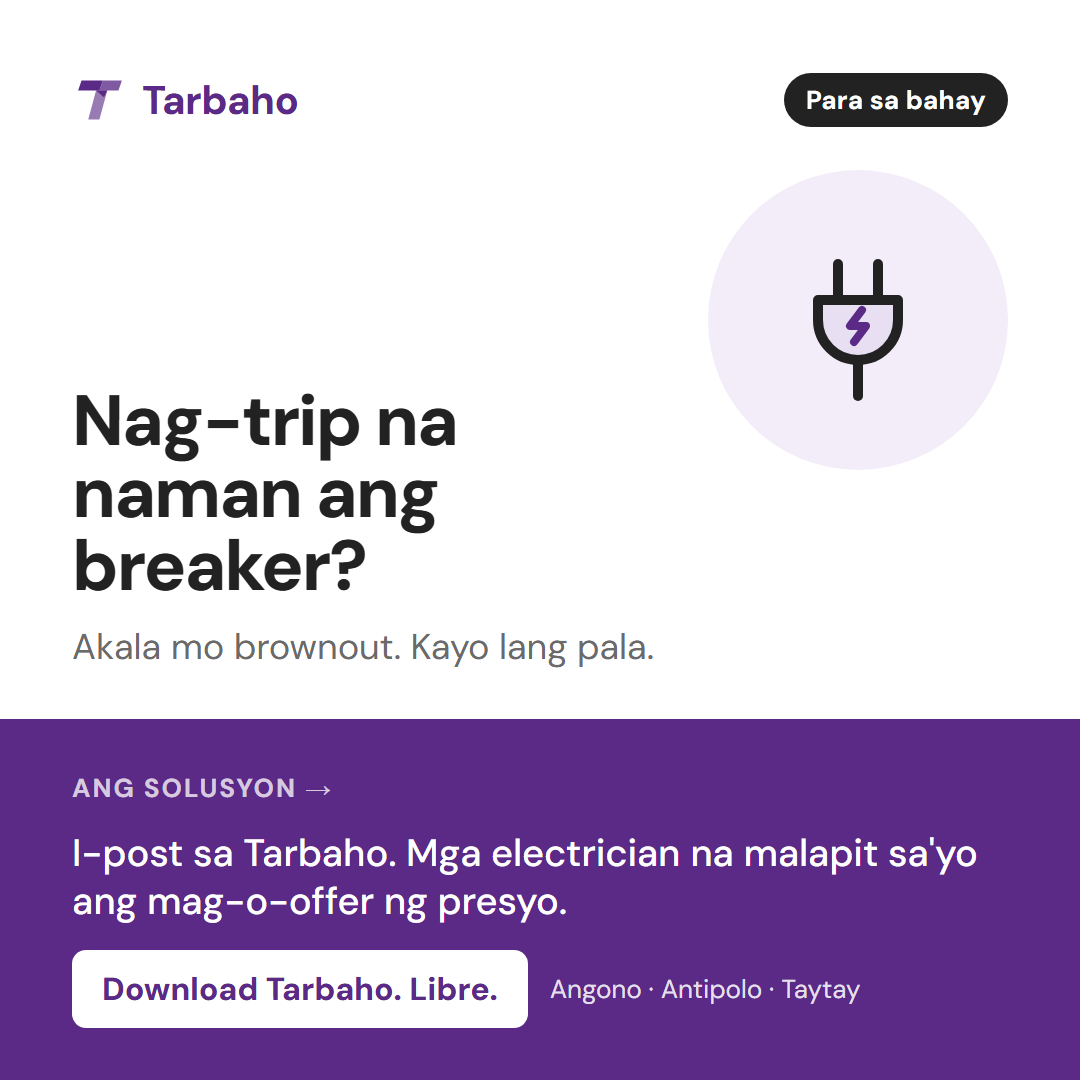 Tarbaho
Para sa bahay
Nag-trip na
naman ang
breaker?
Akala mo brownout. Kayo lang pala.
ANG SOLUSYON →
I-post sa Tarbaho. Mga electrician na malapit sa'yo
ang mag-o-offer ng presyo.
Download Tarbaho. Libre.
Angono · Antipolo · Taytay